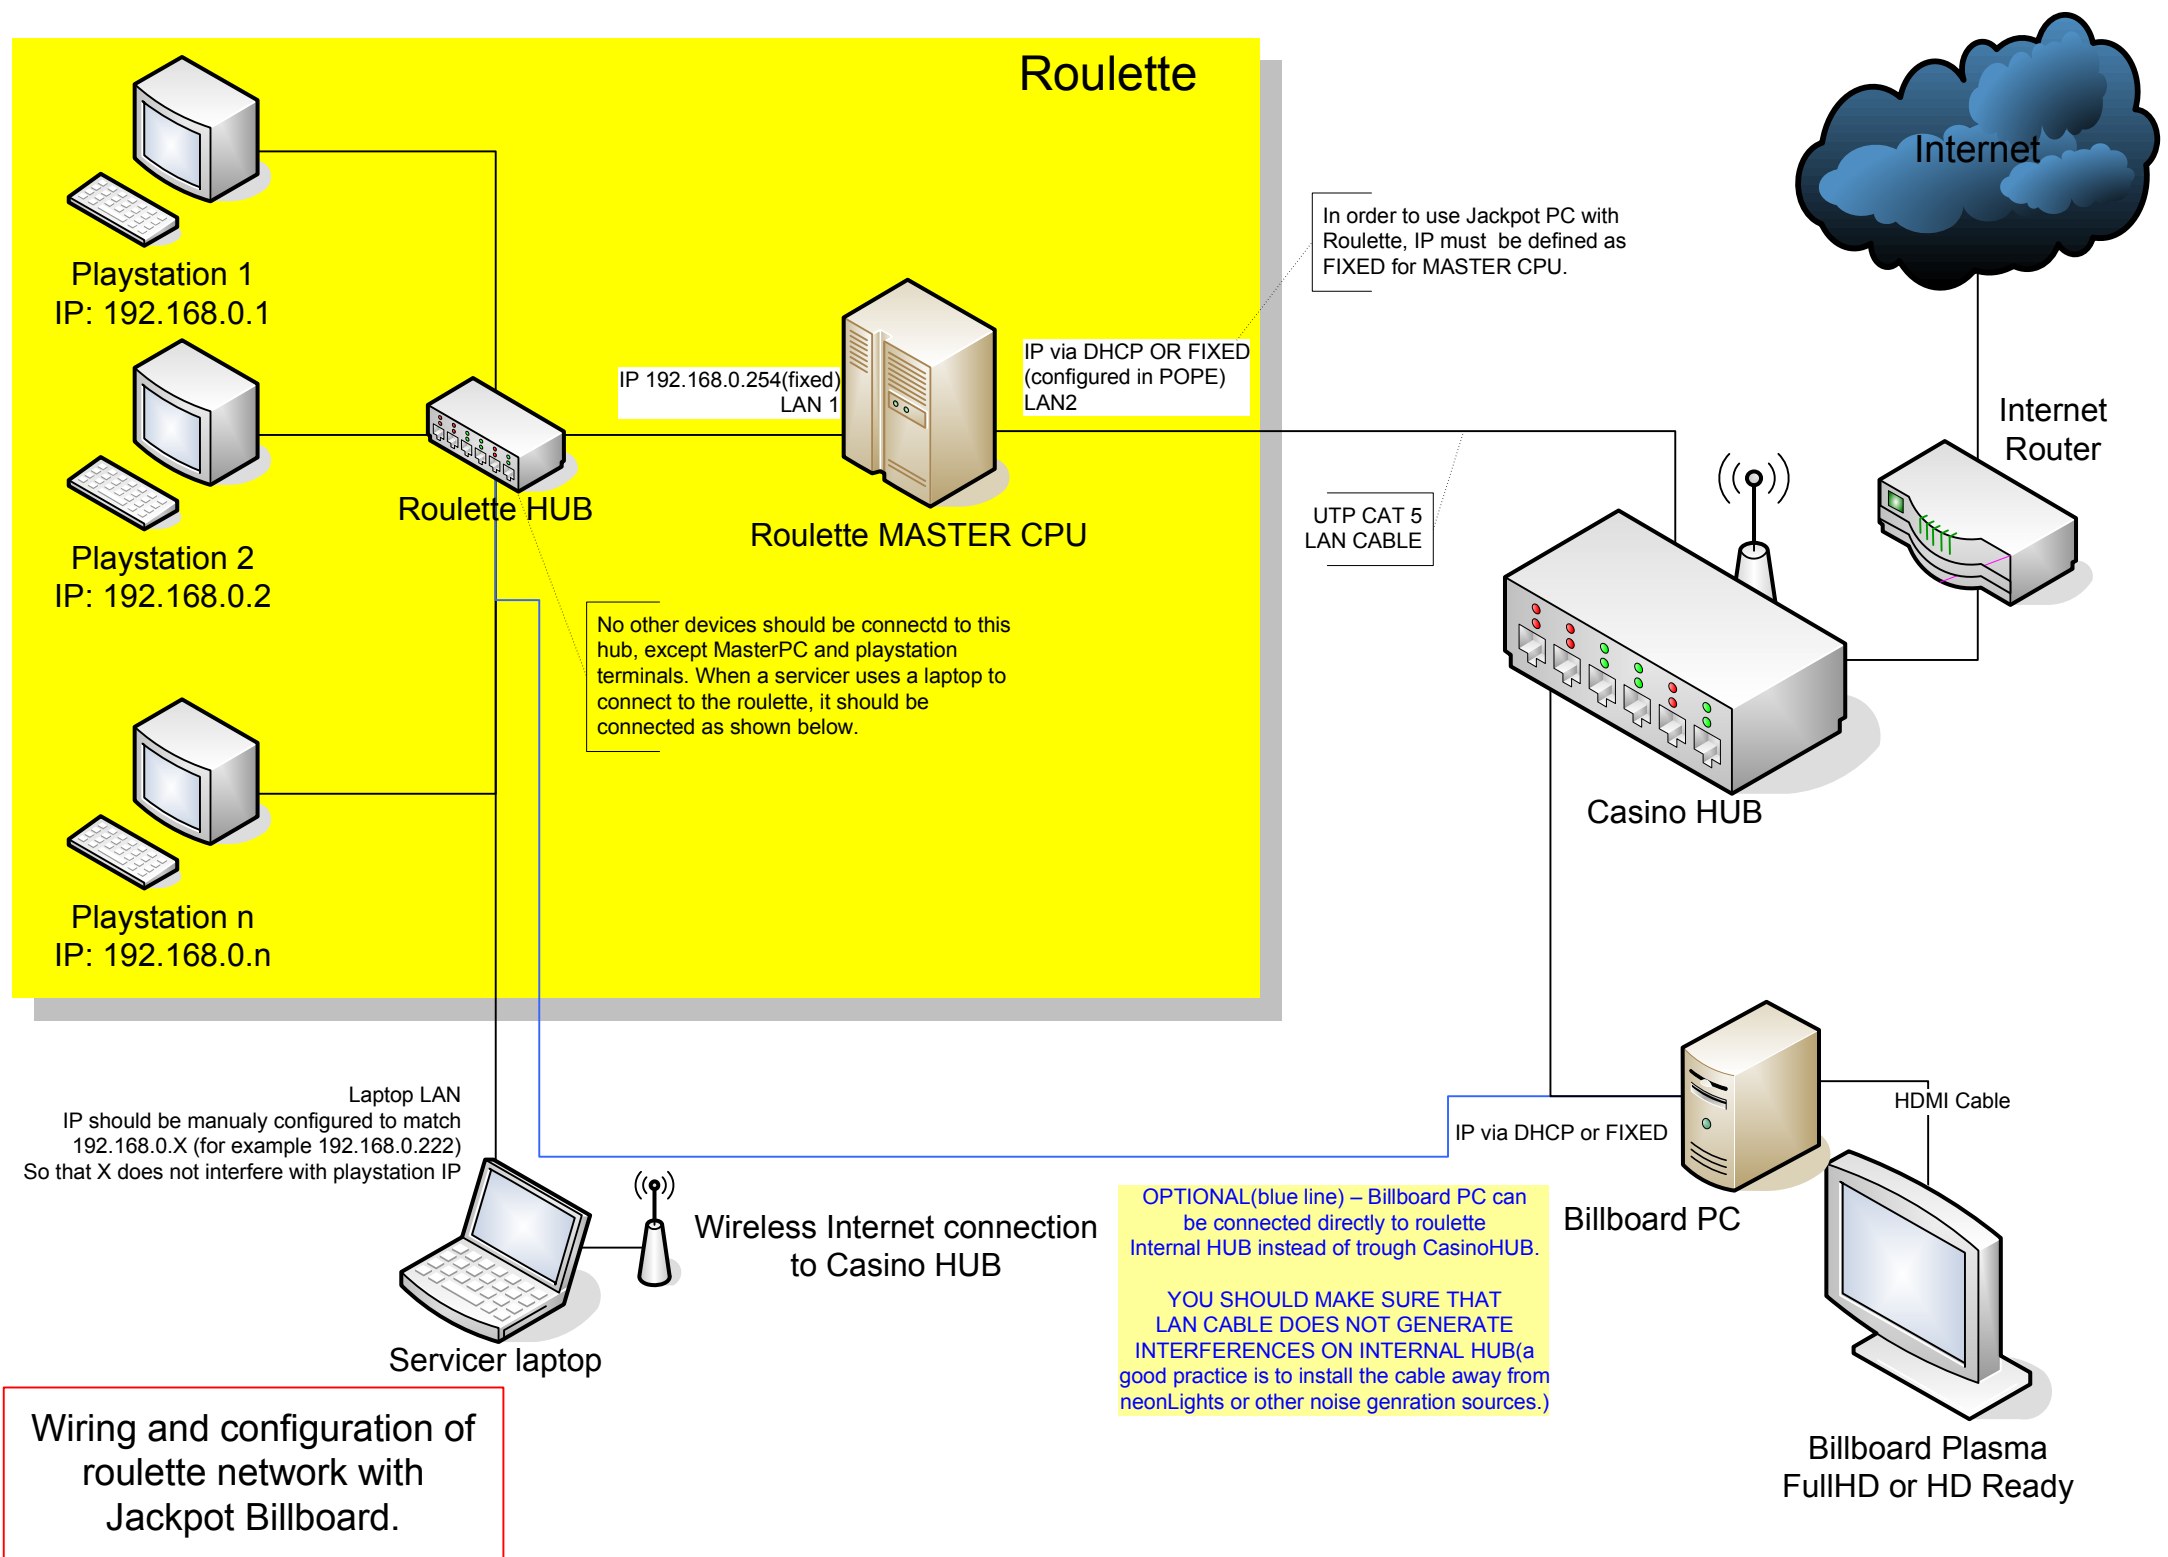 Roulette
Internet
Playstation 1
IP: 192.168.0.1
In order to use Jackpot PC with
Roulette, IP must  be defined as
FIXED for MASTER CPU.
IP 192.168.0.254(fixed)
LAN 1
IP via DHCP OR FIXED
(configured in POPE)
LAN2
Internet
Router
Roulette HUB
Roulette MASTER CPU
UTP CAT 5
LAN CABLE
Playstation 2
IP: 192.168.0.2
No other devices should be connectd to this
hub, except MasterPC and playstation
terminals. When a servicer uses a laptop to
connect to the roulette, it should be
connected as shown below.
Casino HUB
Playstation n
IP: 192.168.0.n
Laptop LAN
IP should be manualy configured to match
192.168.0.X (for example 192.168.0.222)
So that X does not interfere with playstation IP
HDMI Cable
IP via DHCP or FIXED
Wireless Internet connection
to Casino HUB
OPTIONAL(blue line) – Billboard PC can
be connected directly to roulette
Internal HUB instead of trough CasinoHUB.
YOU SHOULD MAKE SURE THAT
LAN CABLE DOES NOT GENERATE
INTERFERENCES ON INTERNAL HUB(a
good practice is to install the cable away from
neonLights or other noise genration sources.)
Billboard PC
Servicer laptop
Billboard Plasma
FullHD or HD Ready
Wiring and configuration of
roulette network with
Jackpot Billboard.